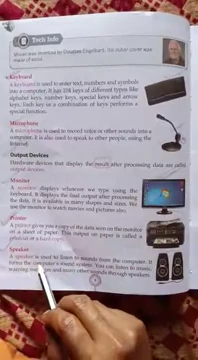 Tech Info
Mouse was invented by Douglas Engelbart. Its outer cover was
made of wood.
Keyboard
A keyboard is used to enter text, numbers and symbols
into a computer. It has 104 keys of different types like
alphabet keys, number keys, special keys and arrow
keys. Each key or a combination of keys performs a
special function.
Microphone
A microphone is used to record voice or other sounds into a
computer. It is also used to speak to other people, using the
Internet.
Output Devices
Hardware devices that display the result after processing data are called
output devices.
Monitor
A monitor displays whatever we type using the
keyboard. It displays the final output after processing
the data. It is available in many shapes and sizes. We
use the monitor to watch movies and pictures also.
Printer
A printer gives you a copy of the data seen on the monitor
on a sheet of paper. This output on paper is called a
printout or a hard copy.
Speaker
A speaker is used to listen to sounds from the computer. It
forms the computer's sound system. You can listen to music,
and many other sounds through speakers.